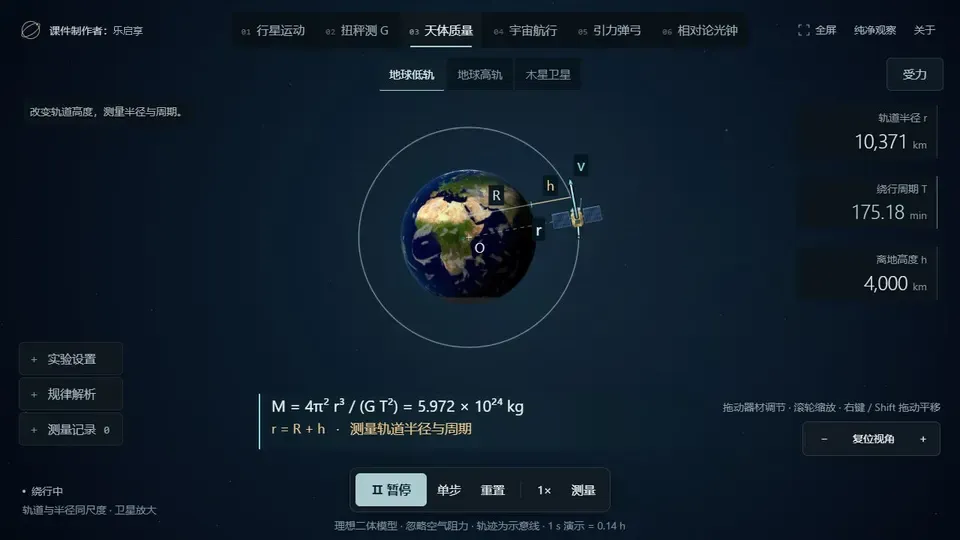 课件制作者：乐启享
01 行星运动
02 扭秤测 G
03 天体质量
04 宇宙航行
05 引力弹弓
06 相对论光钟
全屏
纯净观察
关于
地球低轨
地球高轨
木星卫星
受力
改变轨道高度，测量半径与周期。
轨道半径 r
10,371 km
绕行周期 T
175.18 min
离地高度 h
4,000 km
v
h
R
r
O
+ 实验设置
+ 规律解析
+ 测量记录 0
M = 4π² r³ / (G T²) = 5.972 × 10²⁴ kg
r = R + h · 测量轨道半径与周期
拖动器材调节 · 滚轮缩放 · 右键 / Shift 拖动平移
− 复位视角 +
• 绕行中
轨道与半径同尺度 · 卫星放大
暂停
单步
重置
1×
测量
理想二体模型 · 忽略空气阻力 · 轨迹为示意线 · 1 s 演示 = 0.14 h